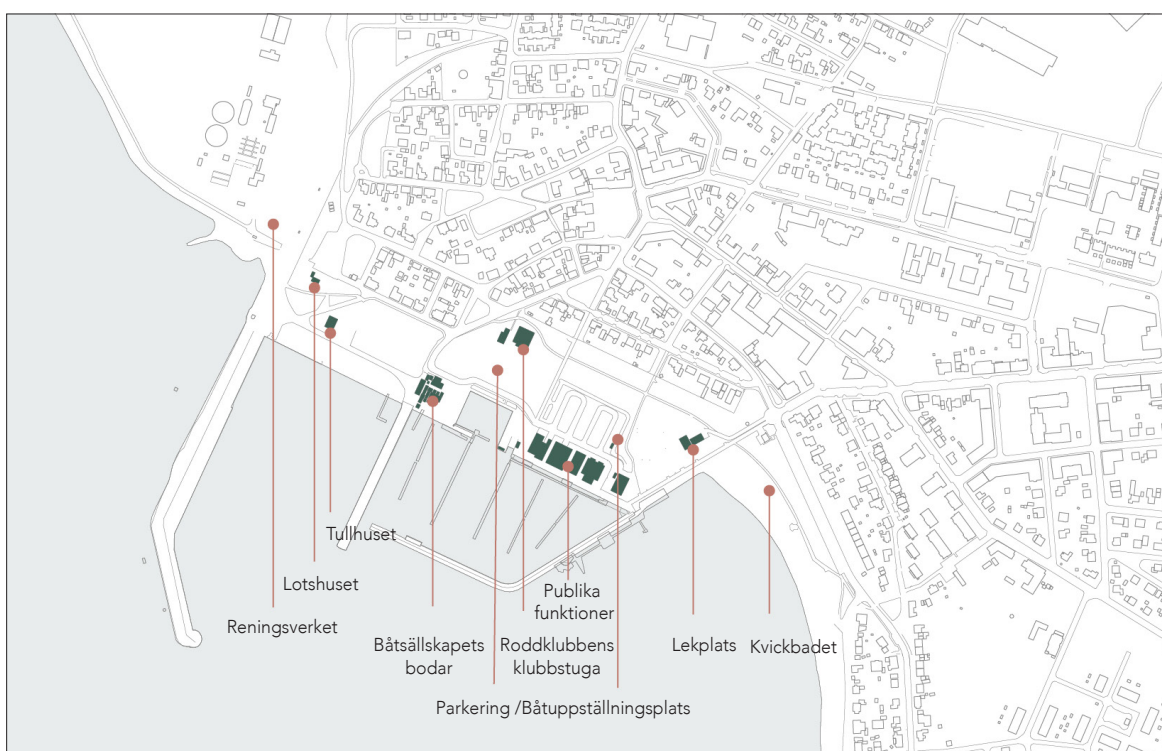 Tullhuset
Lotshuset
Reningsverket
Båtsällskapets
bodar
Publika
funktioner
Roddklubbens
klubbstuga
Lekplats
Kvickbadet
Parkering /Båtuppställningsplats